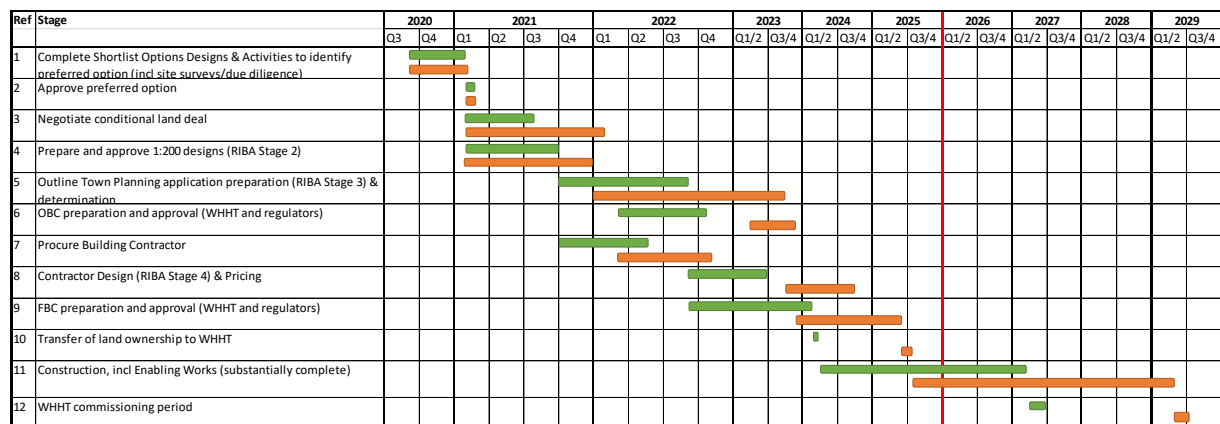 Ref Stage 2020 2021 2022 2023 2024 2025 2026 2027 2028 2029
Q3 Q4 Q1 Q2 Q3 Q4 Q1 Q2 Q3 Q4 Q1/2 Q3/4 Q1/2 Q3/4 Q1/2 Q3/4 Q1/2 Q3/4 Q1/2 Q3/4 Q1/2 Q3/4 Q1/2 Q3/4
1 Complete Shortlist Options Designs & Activities to identify
preferred option (incl site surveys/due diligence)
2 Approve preferred option
3 Negotiate conditional land deal
4 Prepare and approve 1:200 designs (RIBA Stage 2)
5 Outline Town Planning application preparation (RIBA Stage 3) &
determination
6 OBC preparation and approval (WHHT and regulators)
7 Procure Building Contractor
8 Contractor Design (RIBA Stage 4) & Pricing
9 FBC preparation and approval (WHHT and regulators)
10 Transfer of land ownership to WHHT
11 Construction, incl Enabling Works (substantially complete)
12 WHHT commissioning period